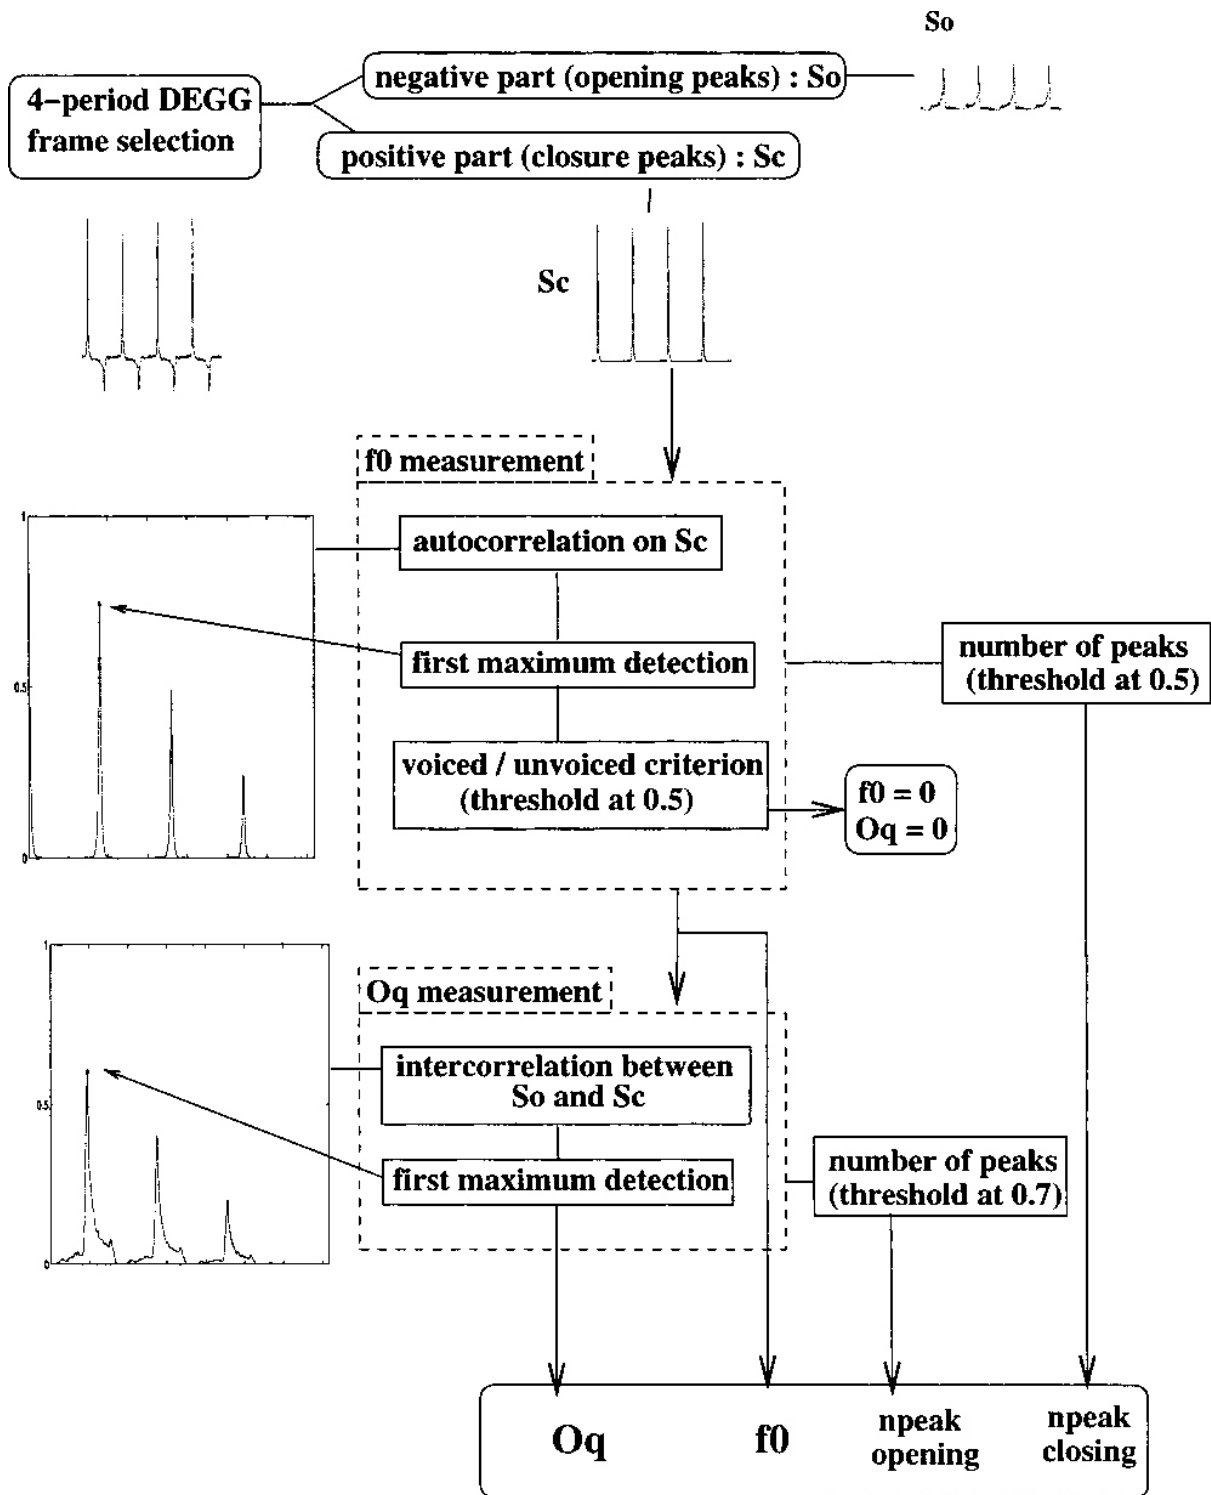 So
negative part (opening peaks) : So
4-period DEGG
frame selection
positive part (closure peaks) : Sc
Sc
f0 measurement
1
autocorrelation on Sc
first maximum detection
number of peaks
(threshold at 0.5)
0.5
voiced / unvoiced criterion
(threshold at 0.5)
f0 = 0
Oq = 0
0
1
Oq measurement
intercorrelation between
So and Sc
0.5
first maximum detection
number of peaks
(threshold at 0.7)
0
Oq
f0
npeak
opening
npeak
closing